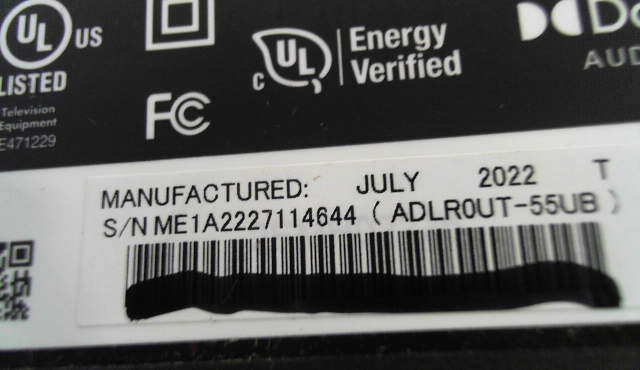 UL US
LISTED
Television
Equipment
E471229
FC
c UL
Energy
Verified
MANUFACTURED: JULY 2022 T
S/N ME1A2227114644 ( ADLR0UT-55UB )